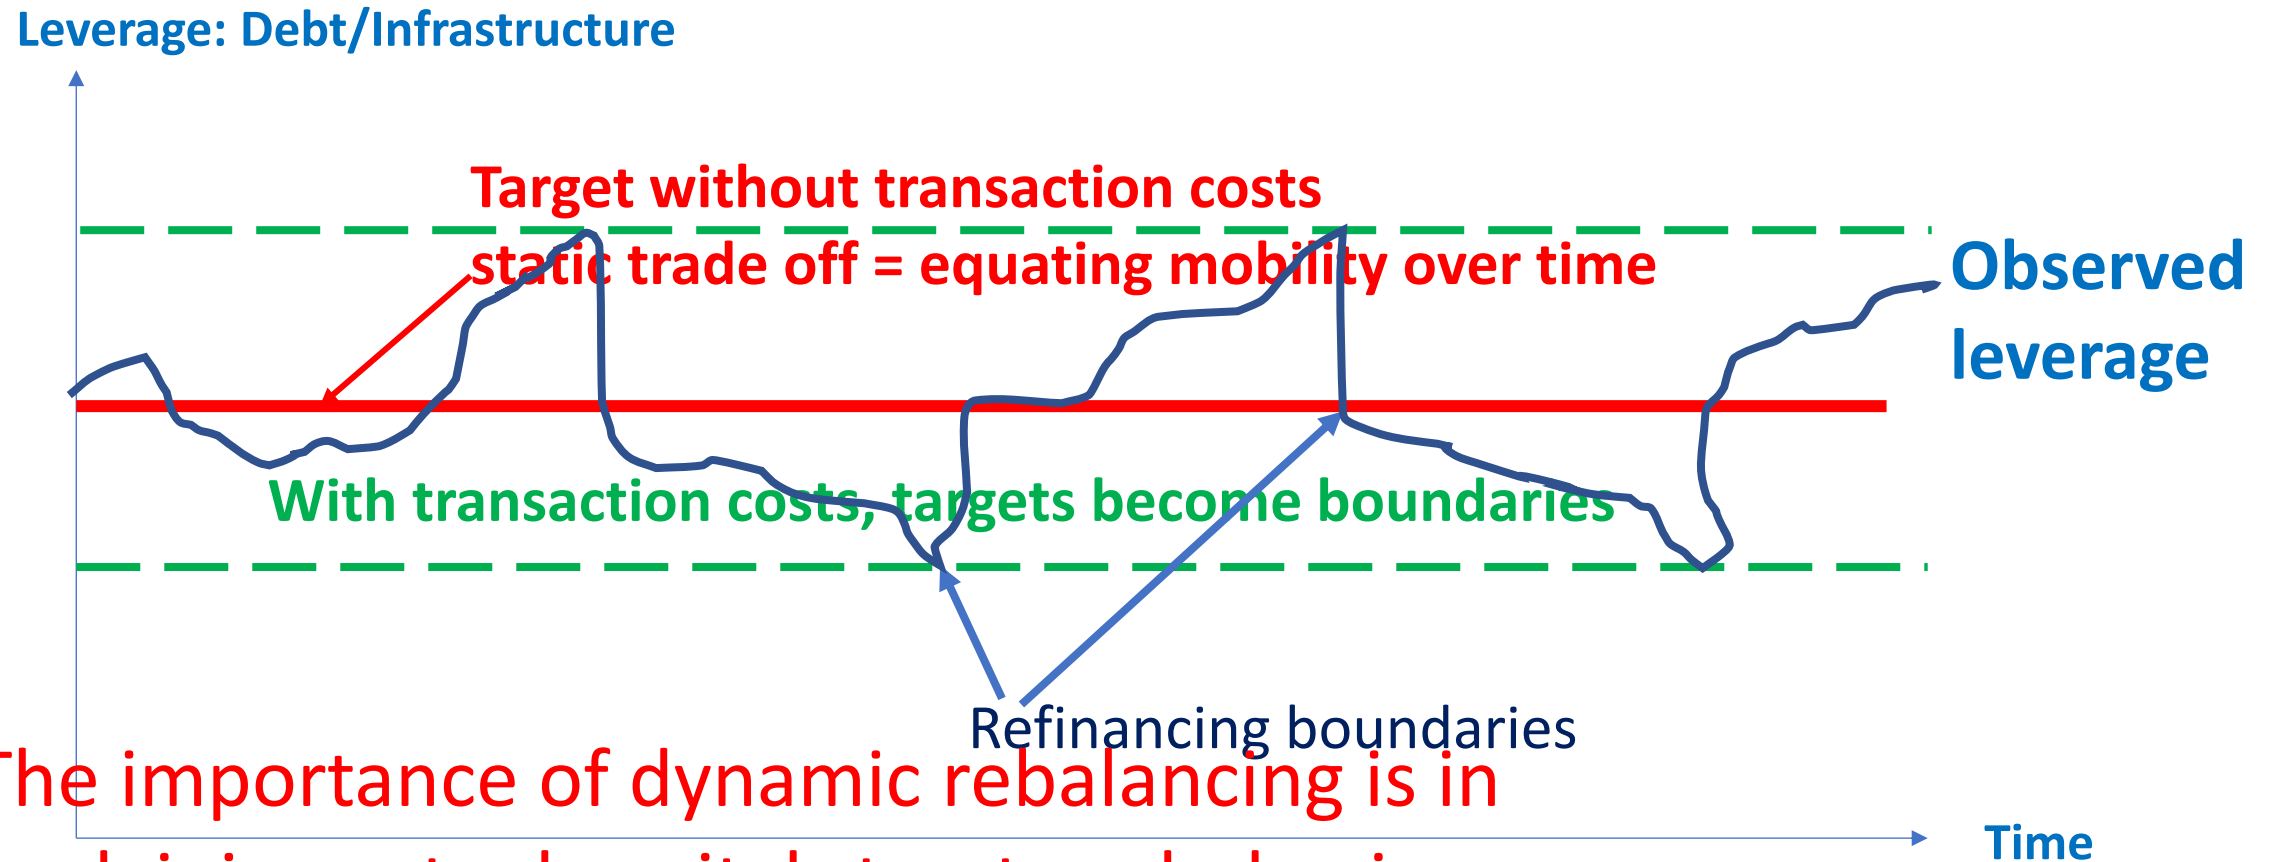 Leverage: Debt/Infrastructure
Target without transaction costs
static trade off = equating mobility over time
Observed
leverage
With transaction costs, targets become boundaries
Refinancing boundaries
The importance of dynamic rebalancing is in
Time